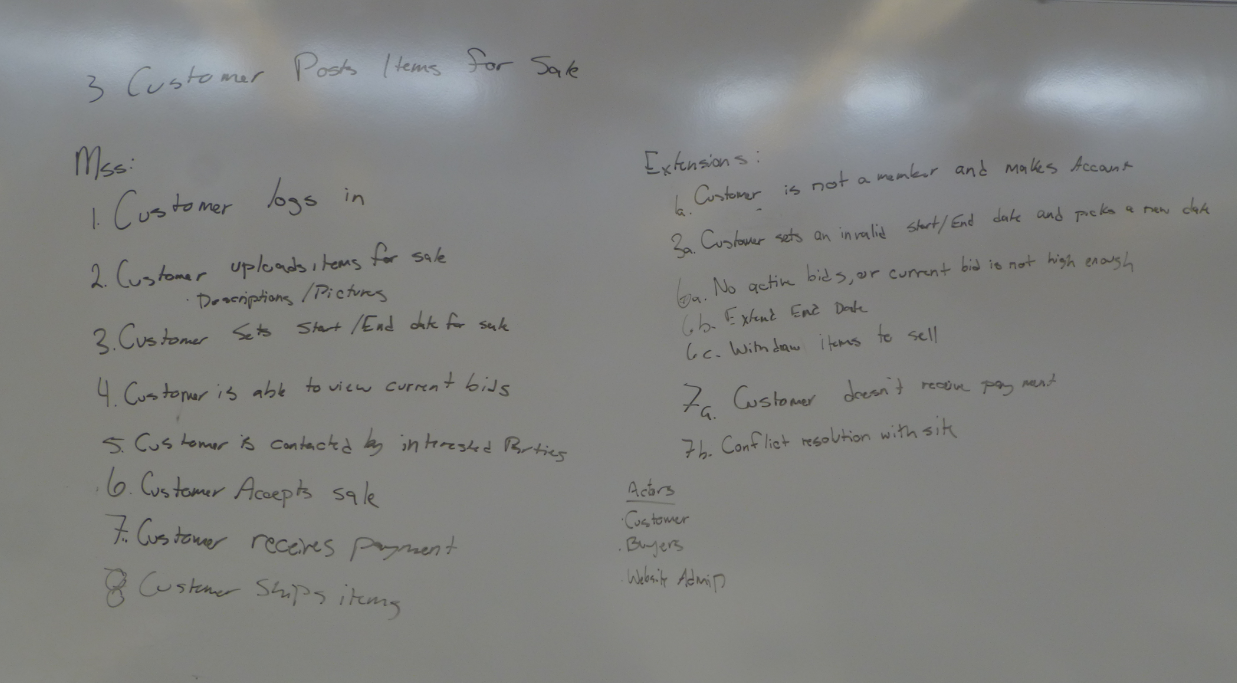 3 Customer Posts Items for Sale
Mss:
1. Customer logs in
2. Customer uploads items for sale
· Descriptions / Pictures
3. Customer sets start / End date for sale
4. Customer is able to view current bids
5. Customer is contacted by interested Parties
6. Customer Accepts sale
7. Customer receives payment
8 Customer ships items
Extensions:
1a. Customer is not a member and makes Account
3a. Customer sets an invalid start/End date and picks a new date
6a. No active bids, or current bid is not high enough
6b. Extend End Date
6c. Withdaw items to sell
7a. Customer doesn't receive payment
7b. Conflict resolution with site
Actors
· Customer
· Buyers
· Website Admin